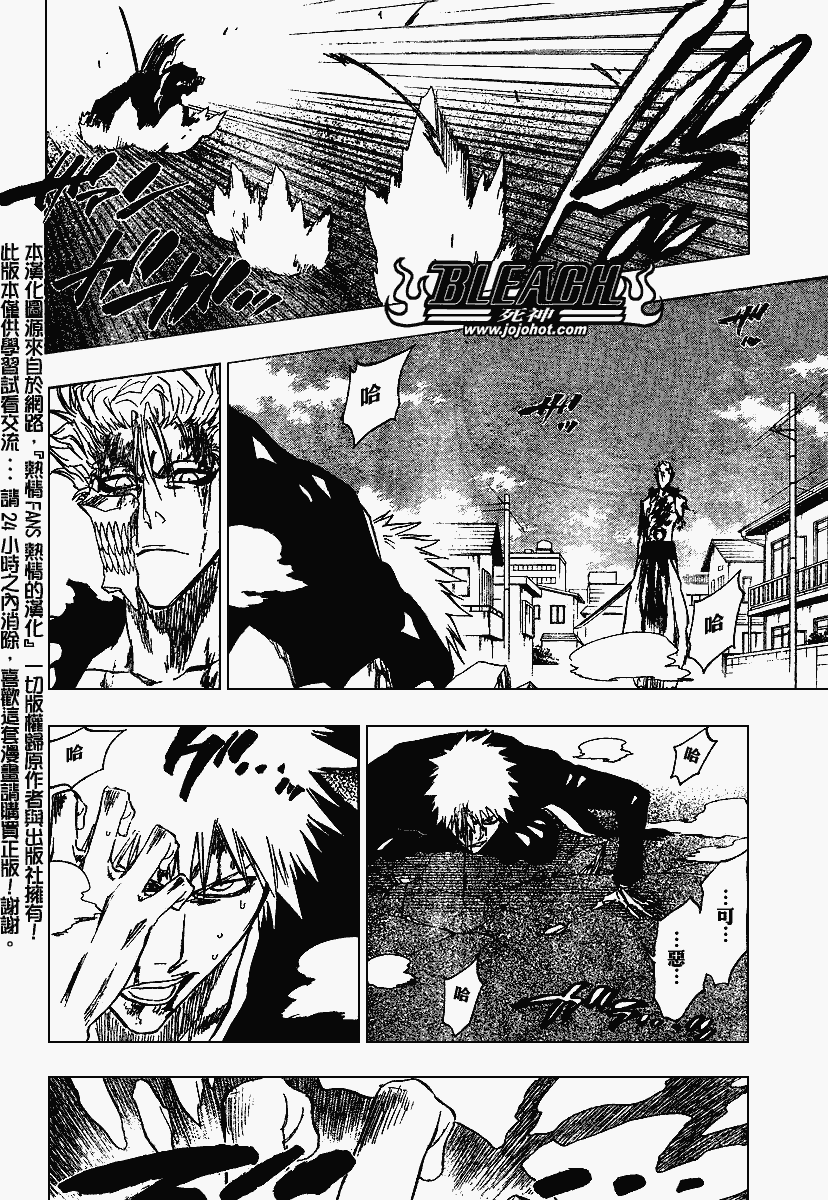 BLEACH
死神
www.jojohot.com
哈
哈
哈
…可…
…惡…
哈
哈
本漢化圖源來自於網路，『熱情FANS熱情的漢化』一切版權歸原作者與出版社擁有！
此版本僅供學習試看交流…請24小時之內消除，喜歡這套漫畫請購買正版！謝謝。